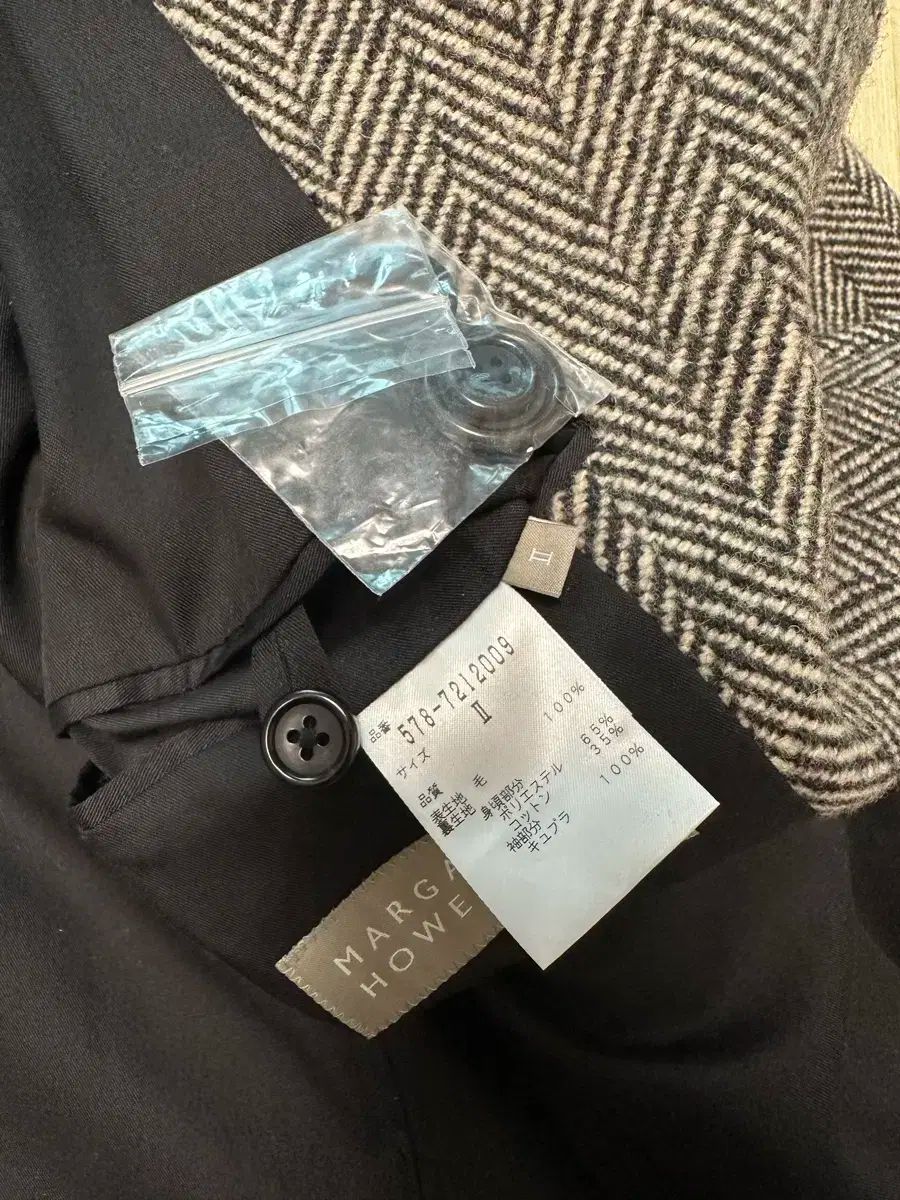 II
品番 578-7212009
サイズ II
品質
表生地 毛 100%
裏生地 身頃部分
ポリエステル 65%
コットン 35%
袖部分
キュプラ 100%
MARGA
HOWE